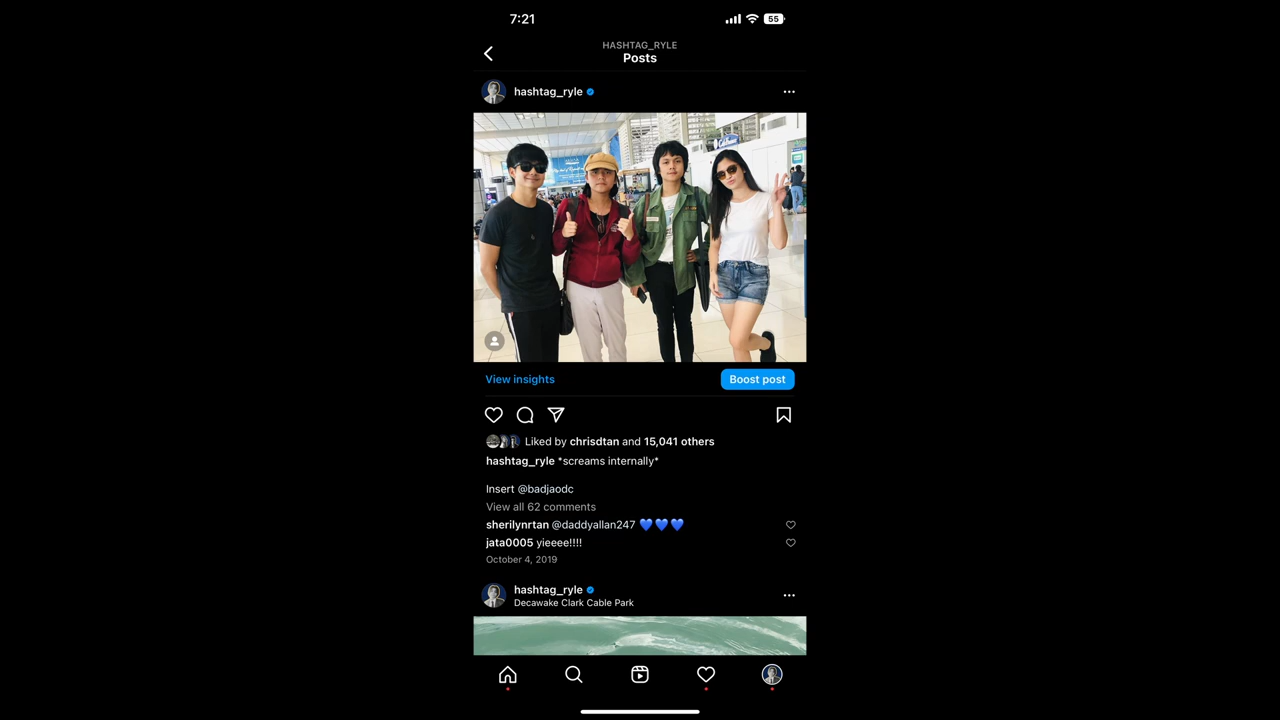 7:21
55
HASHTAG_RYLE
Posts
hashtag_ryle
View insights
Boost post
Liked by chrisdtan and 15,041 others
hashtag_ryle *screams internally*
Insert @badjaodc
View all 62 comments
sherilynrtan @daddyallan247 💙💙💙
jata0005 yieeee!!!!
October 4, 2019
hashtag_ryle
Decawake Clark Cable Park